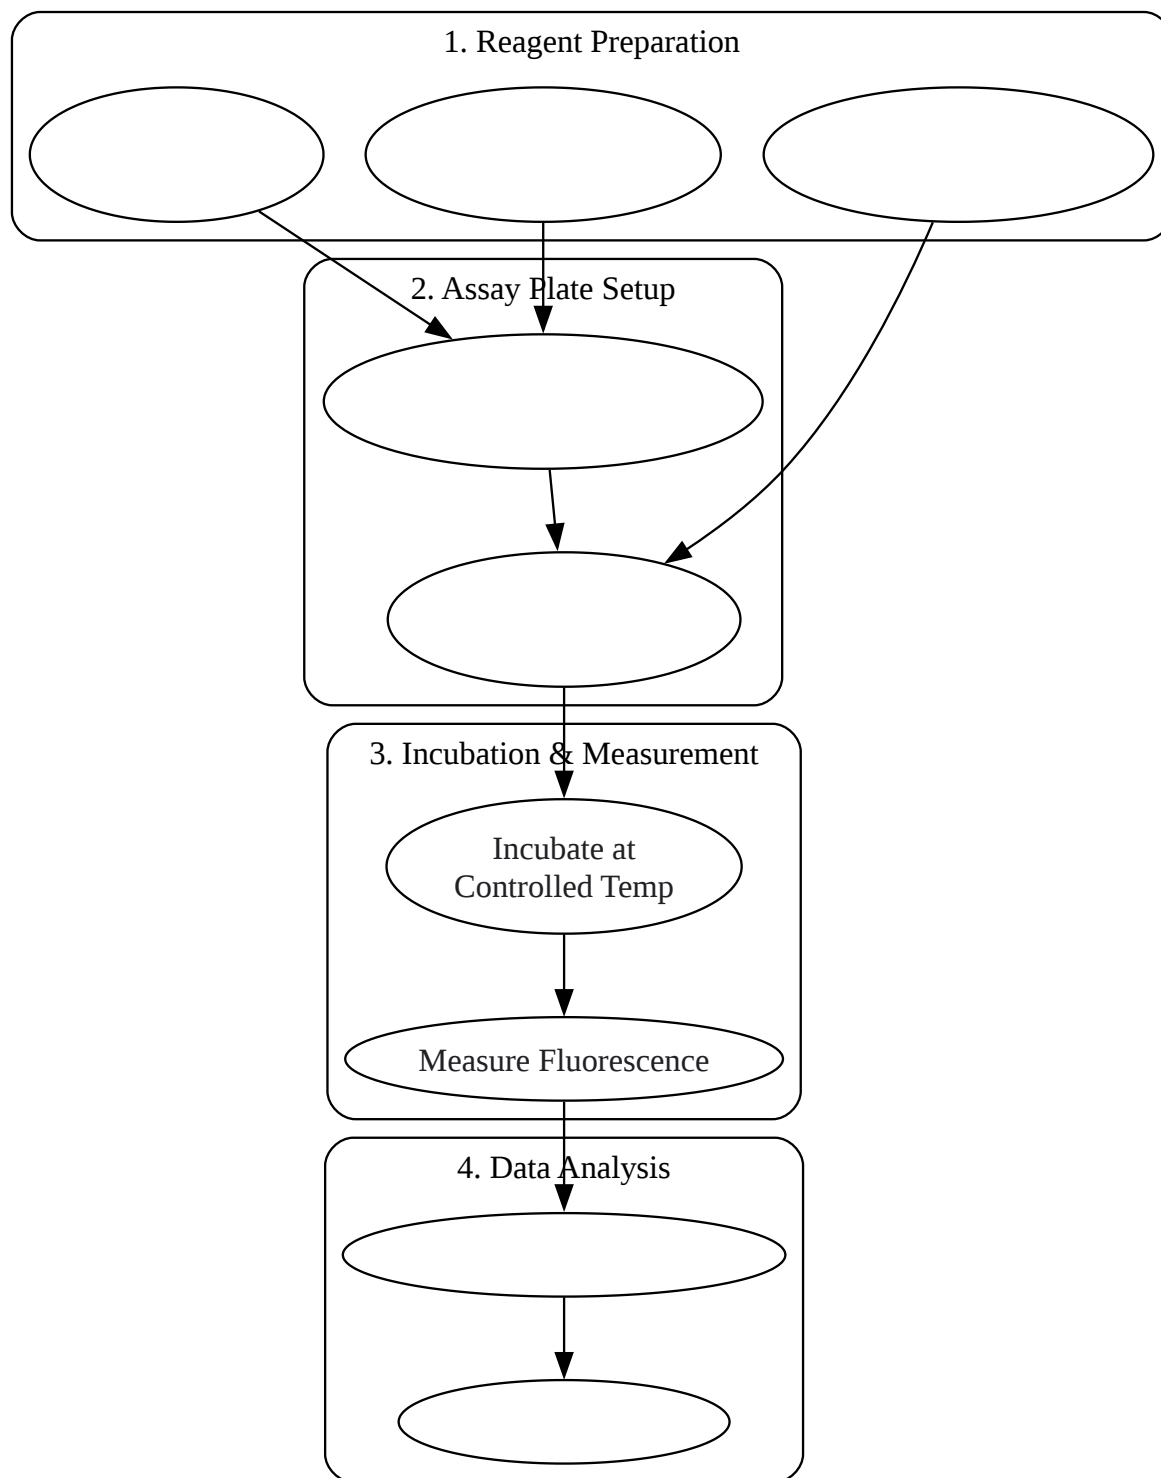 1. Reagent Preparation
2. Assay Plate Setup
3. Incubation & Measurement
Incubate at
Controlled Temp
Measure Fluorescence
4. Data Analysis